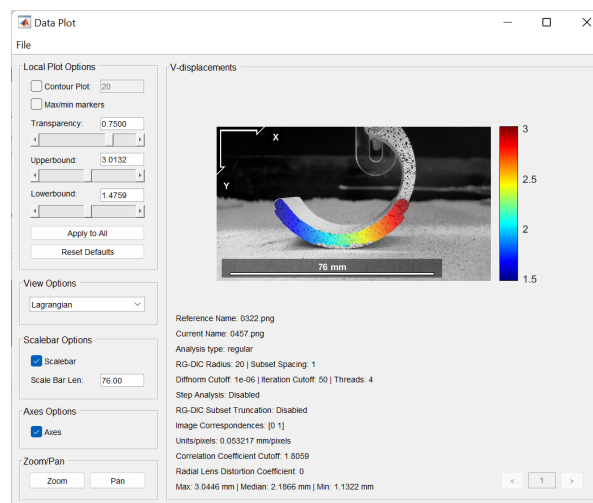 Data Plot
File
Local Plot Options
Contour Plot: 20
Max/min markers
Transparency: 0.7500
Upperbound: 3.0132
Lowerbound: 1.4759
Apply to All
Reset Defaults
View Options
Lagrangian
Scalebar Options
Scalebar
Scale Bar Len: 76.00
Axes Options
Axes
Zoom/Pan
Zoom Pan
V-displacements
X
Y
76 mm
3
2.5
2
1.5
Reference Name: 0322.png
Current Name: 0457.png
Analysis type: regular
RG-DIC Radius: 20 | Subset Spacing: 1
Diffnorm Cutoff: 1e-06 | Iteration Cutoff: 50 | Threads: 4
Step Analysis: Disabled
RG-DIC Subset Truncation: Disabled
Image Correspondences: [0 1]
Units/pixels: 0.053217 mm/pixels
Correlation Coefficient Cutoff: 1.8059
Radial Lens Distortion Coefficient: 0
Max: 3.0446 mm | Median: 2.1866 mm | Min: 1.1322 mm
< 1 >